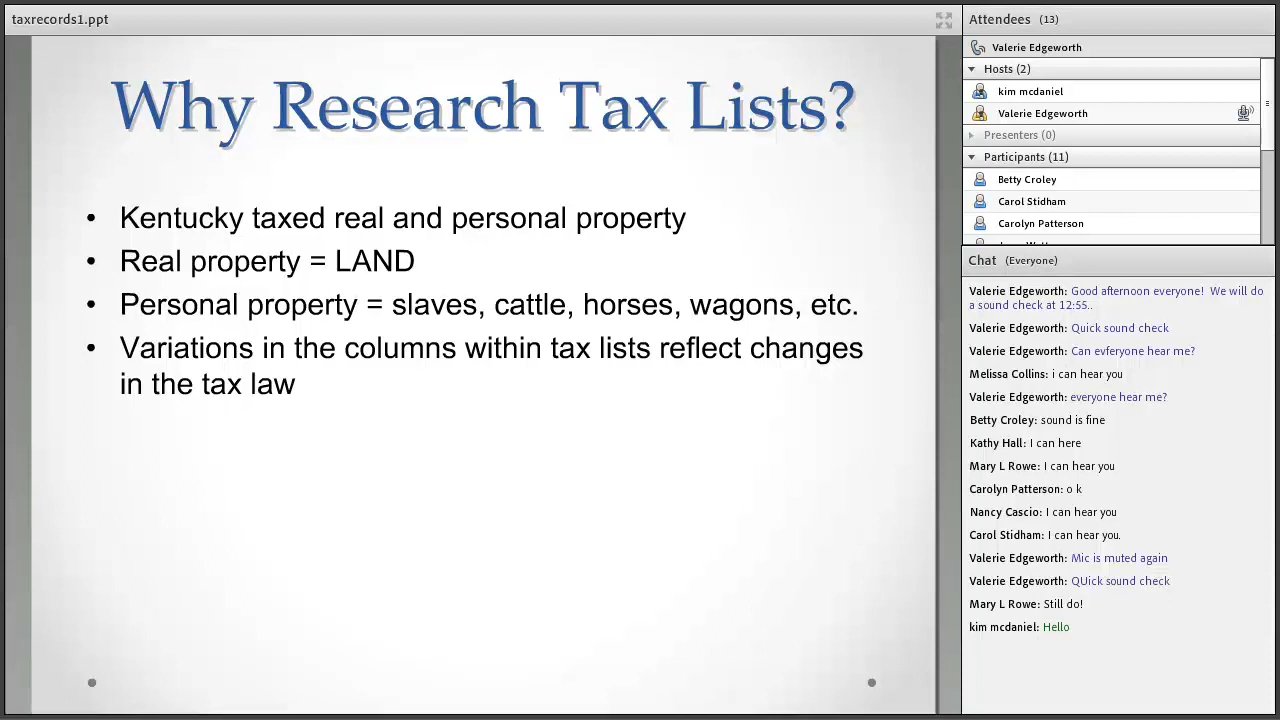 taxrecords1.ppt
Why Research Tax Lists?
• Kentucky taxed real and personal property
• Real property = LAND
• Personal property = slaves, cattle, horses, wagons, etc.
• Variations in the columns within tax lists reflect changes
in the tax law
Attendees (13)
Valerie Edgeworth
Hosts (2)
kim mcdaniel
Valerie Edgeworth
Presenters (0)
Participants (11)
Betty Croley
Carol Stidham
Carolyn Patterson
Chat (Everyone)
Valerie Edgeworth: Good afternoon everyone! We will do
a sound check at 12:55..
Valerie Edgeworth: Quick sound check
Valerie Edgeworth: Can evferyone hear me?
Melissa Collins: i can hear you
Valerie Edgeworth: everyone hear me?
Betty Croley: sound is fine
Kathy Hall: I can here
Mary L Rowe: I can hear you
Carolyn Patterson: o k
Nancy Cascio: I can hear you
Carol Stidham: I can hear you.
Valerie Edgeworth: Mic is muted again
Valerie Edgeworth: QUick sound check
Mary L Rowe: Still do!
kim mcdaniel: Hello